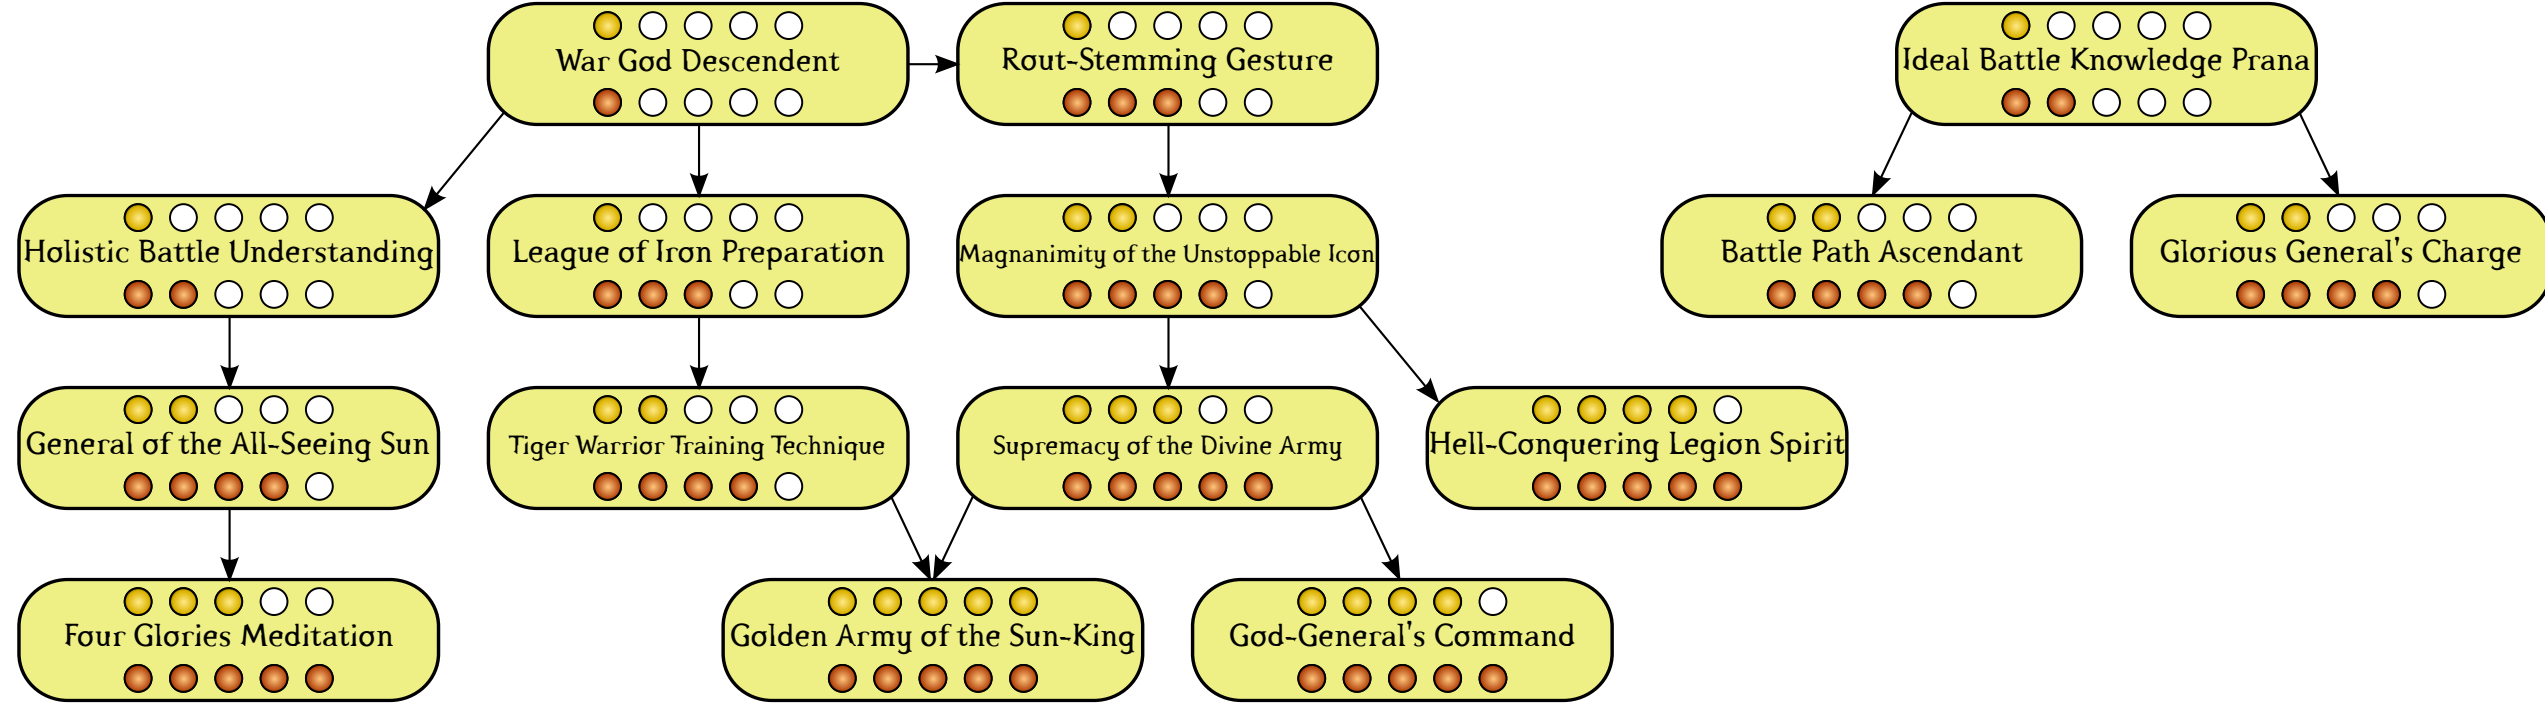 War God Descendent
Rout-Stemming Gesture
Ideal Battle Knowledge Prana
Holistic Battle Understanding
League of Iron Preparation
Magnanimity of the Unstoppable Icon
Battle Path Ascendant
Glorious General's Charge
General of the All-Seeing Sun
Tiger Warrior Training Technique
Supremacy of the Divine Army
Hell-Conquering Legion Spirit
Four Glories Meditation
Golden Army of the Sun-King
God-General's Command